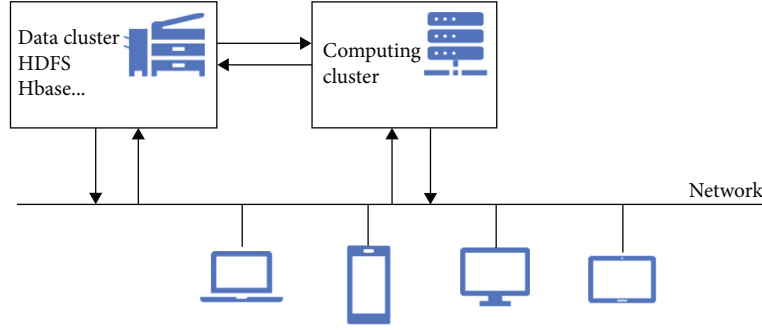 Data cluster
HDFS
Hbase...
Computing
cluster
Network